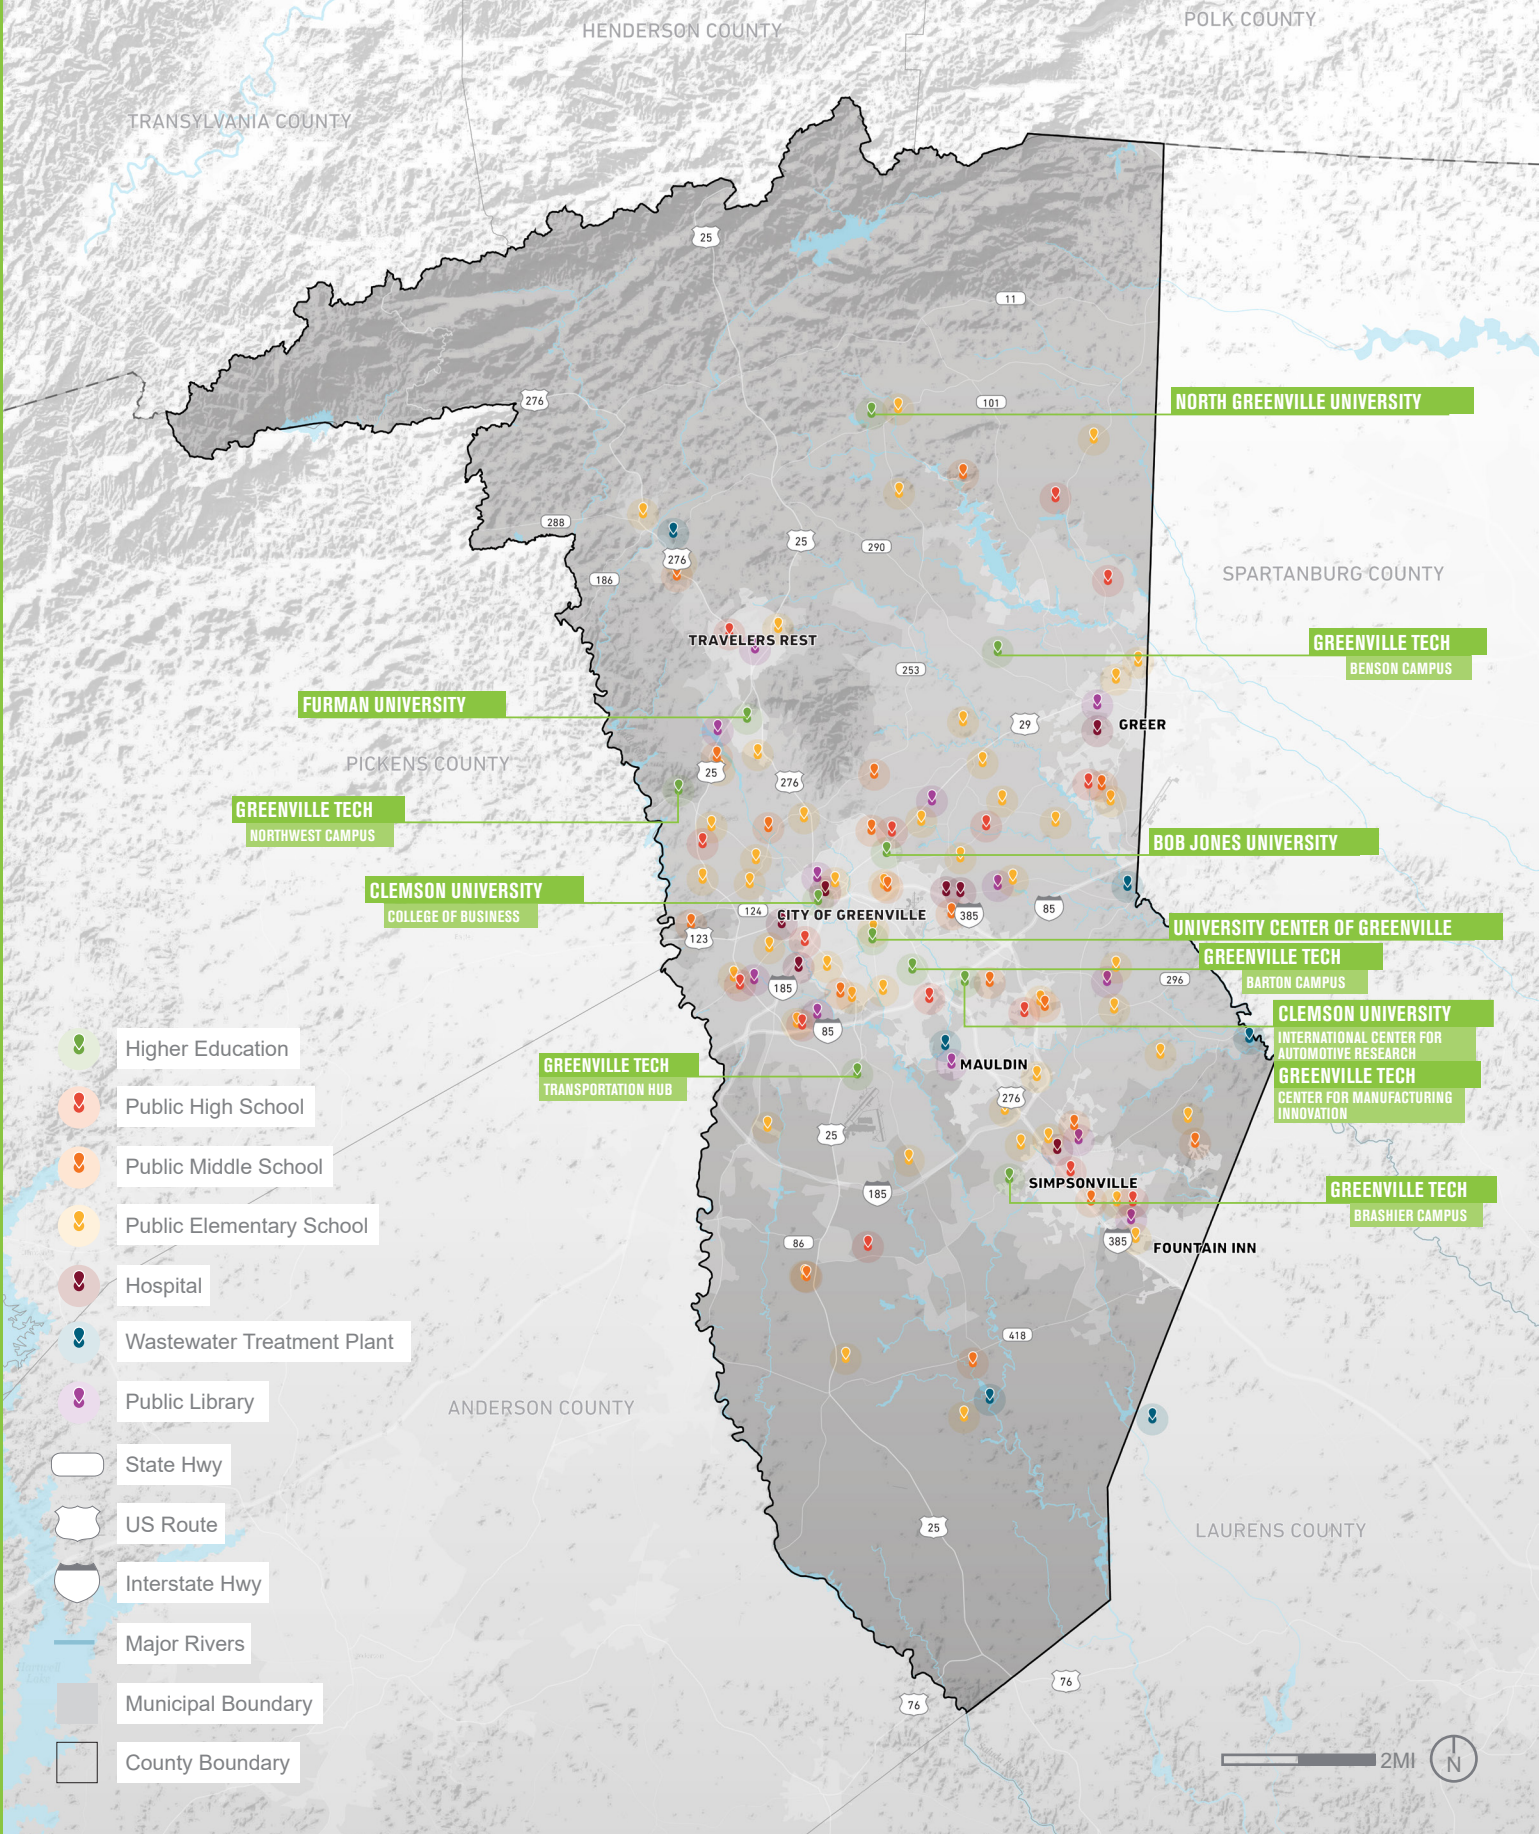 POLK COUNTY
HENDERSON COUNTY
TRANSYLVANIA COUNTY
25
11
276
101
NORTH GREENVILLE UNIVERSITY
288
25
290
276
186
SPARTANBURG COUNTY
TRAVELERS REST
GREENVILLE TECH
BENSON CAMPUS
253
FURMAN UNIVERSITY
29
GREER
PICKENS COUNTY
25
276
GREENVILLE TECH
NORTHWEST CAMPUS
BOB JONES UNIVERSITY
CLEMSON UNIVERSITY
COLLEGE OF BUSINESS
124
CITY OF GREENVILLE
385
85
123
UNIVERSITY CENTER OF GREENVILLE
GREENVILLE TECH
BARTON CAMPUS
296
185
CLEMSON UNIVERSITY
INTERNATIONAL CENTER FOR
AUTOMOTIVE RESEARCH
85
GREENVILLE TECH
TRANSPORTATION HUB
MAULDIN
GREENVILLE TECH
CENTER FOR MANUFACTURING
INNOVATION
276
25
185
SIMPSONVILLE
GREENVILLE TECH
BRASHIER CAMPUS
86
385
FOUNTAIN INN
418
ANDERSON COUNTY
25
LAURENS COUNTY
76
76
Higher Education
Public High School
Public Middle School
Public Elementary School
Hospital
Wastewater Treatment Plant
Public Library
State Hwy
US Route
Interstate Hwy
Major Rivers
Municipal Boundary
County Boundary
2MI
N